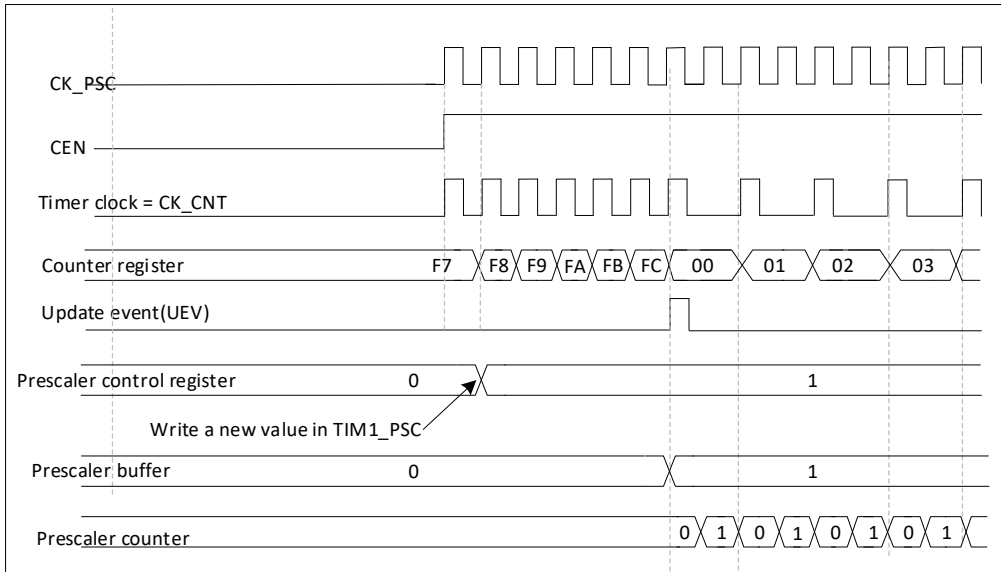 CK_PSC
CEN
Timer clock = CK_CNT
Counter register F7 F8 F9 FA FB FC 00 01 02 03
Update event(UEV)
Prescaler control register 0 1
Write a new value in TIM1_PSC
Prescaler buffer 0 1
Prescaler counter 0 1 0 1 0 1 0 1